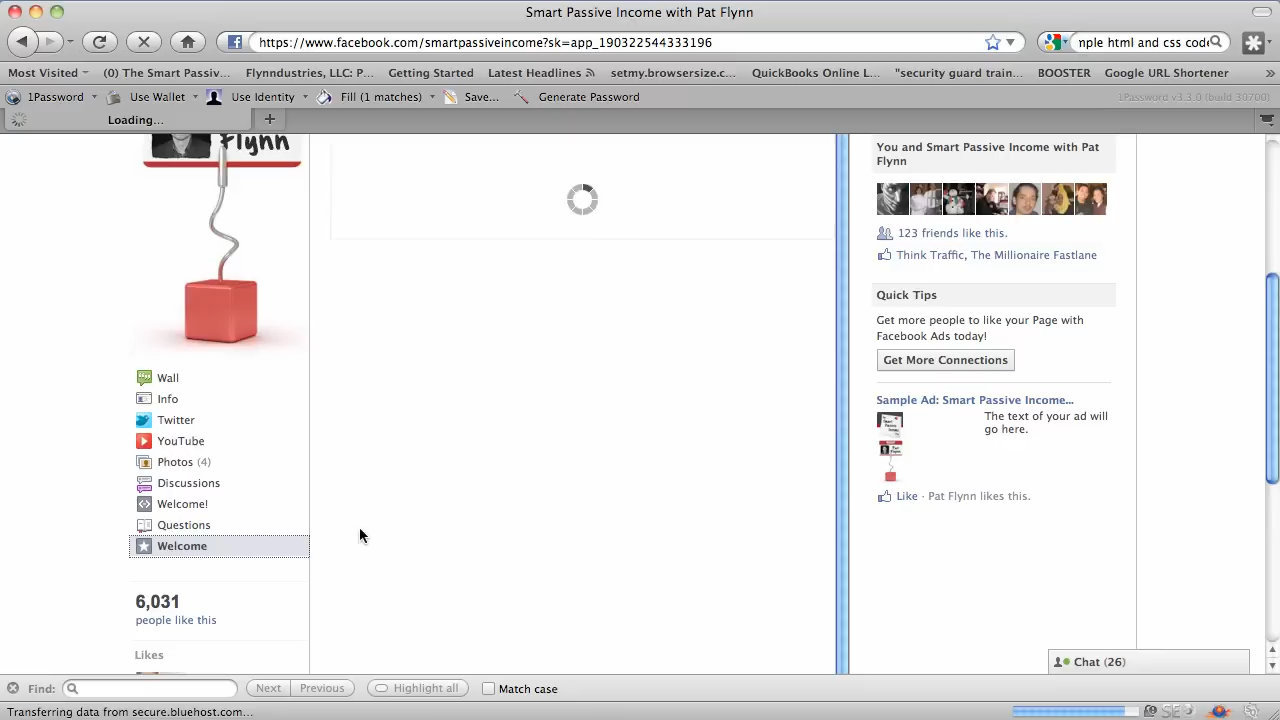 Smart Passive Income with Pat Flynn
https://www.facebook.com/smartpassiveincome?sk=app_190322544333196
nple html and css code
Most Visited
(0) The Smart Passiv...
Flynndustries, LLC: P...
Getting Started
Latest Headlines
setmy.browsersize.c...
QuickBooks Online L...
"security guard train...
BOOSTER
Google URL Shortener
»
1Password
Use Wallet
Use Identity
Fill (1 matches)
Save...
Generate Password
1Password v3.3.0 (build 30700)
Loading...
Flynn
You and Smart Passive Income with Pat
Flynn
123 friends like this.
Think Traffic, The Millionaire Fastlane
Quick Tips
Get more people to like your Page with
Facebook Ads today!
Get More Connections
Sample Ad: Smart Passive Income...
The text of your ad will
go here.
Like · Pat Flynn likes this.
Wall
Info
Twitter
YouTube
Photos (4)
Discussions
Welcome!
Questions
Welcome
6,031
people like this
Likes
Chat (26)
Find:
Next
Previous
Highlight all
Match case
Transferring data from secure.bluehost.com...